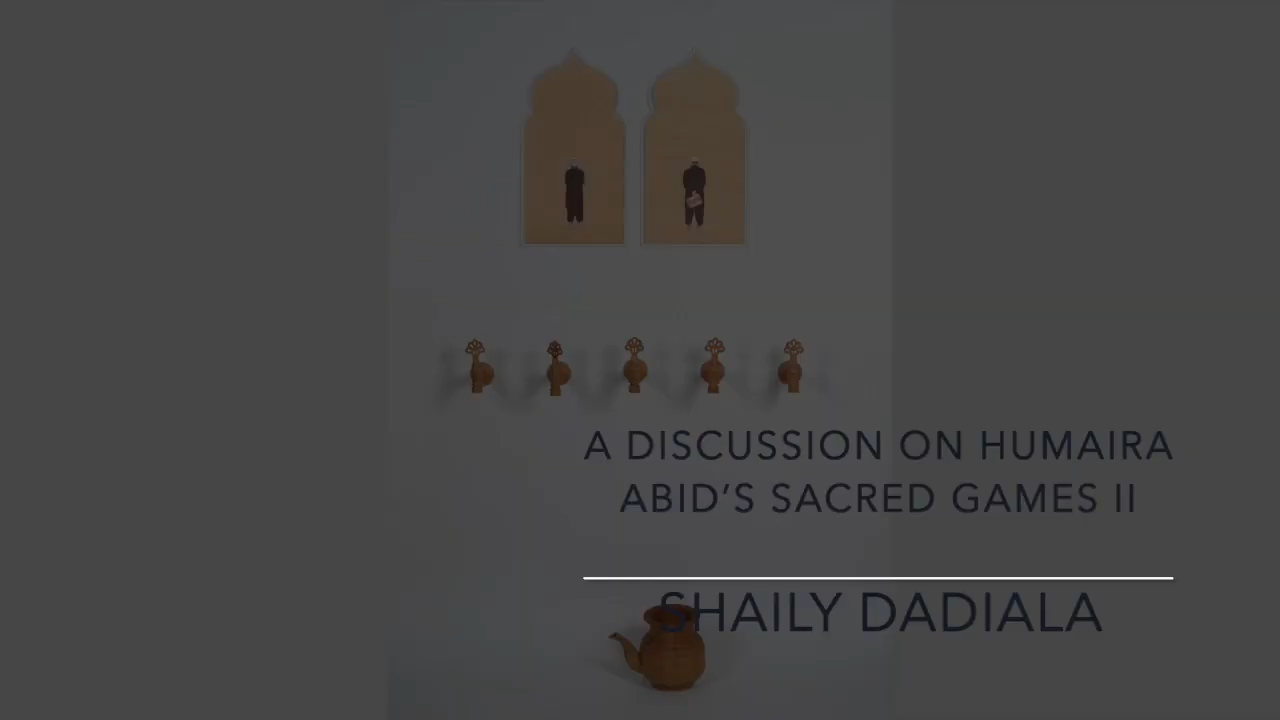 A DISCUSSION ON HUMAIRA
ABID’S SACRED GAMES II
SHAILY DADIALA